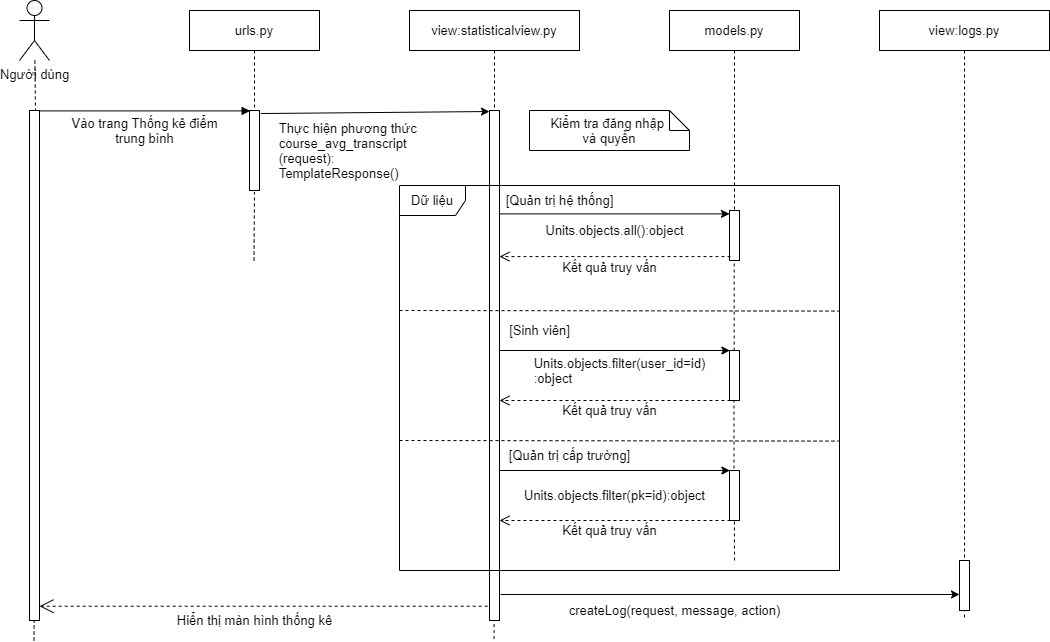 urls.py
view:statisticalview.py
models.py
view:logs.py
Người dùng
Vào trang Thống kê điểm
trung bình
Thực hiện phương thức
course_avg_transcript
(request):
TemplateResponse()
Kiểm tra đăng nhập
và quyền
Dữ liệu
[Quản trị hệ thống]
Units.objects.all():object
Kết quả truy vấn
[Sinh viên]
Units.objects.filter(user_id=id)
:object
Kết quả truy vấn
[Quản trị cấp trường]
Units.objects.filter(pk=id):object
Kết quả truy vấn
createLog(request, message, action)
Hiển thị màn hình thống kê